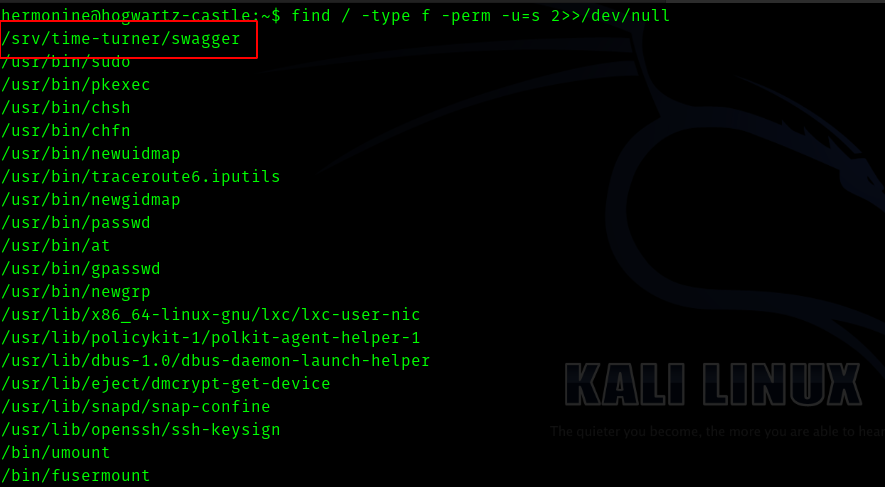 hermonine@hogwartz-castle:~$ find / -type f -perm -u=s 2>>/dev/null
/srv/time-turner/swagger
/usr/bin/sudo
/usr/bin/pkexec
/usr/bin/chsh
/usr/bin/chfn
/usr/bin/newuidmap
/usr/bin/traceroute6.iputils
/usr/bin/newgidmap
/usr/bin/passwd
/usr/bin/at
/usr/bin/gpasswd
/usr/bin/newgrp
/usr/lib/x86_64-linux-gnu/lxc/lxc-user-nic
/usr/lib/policykit-1/polkit-agent-helper-1
/usr/lib/dbus-1.0/dbus-daemon-launch-helper
/usr/lib/eject/dmcrypt-get-device
/usr/lib/snapd/snap-confine
/usr/lib/openssh/ssh-keysign
/bin/umount
/bin/fusermount
KALI LINUX
The quieter you become, the more you are able to hear